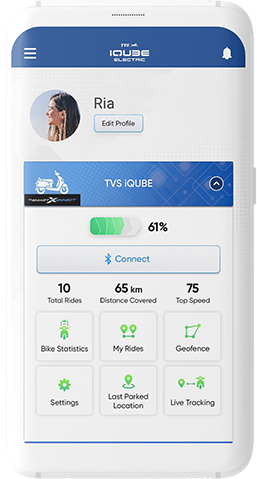 TVS
iQUBE
ELECTRIC
Ria
Edit Profile
TVS iQUBE
61%
Connect
10
65 km
75
Total Rides
Distance Covered
Top Speed
Bike Statistics
My Rides
Geofence
Settings
Last Parked
Location
Live Tracking